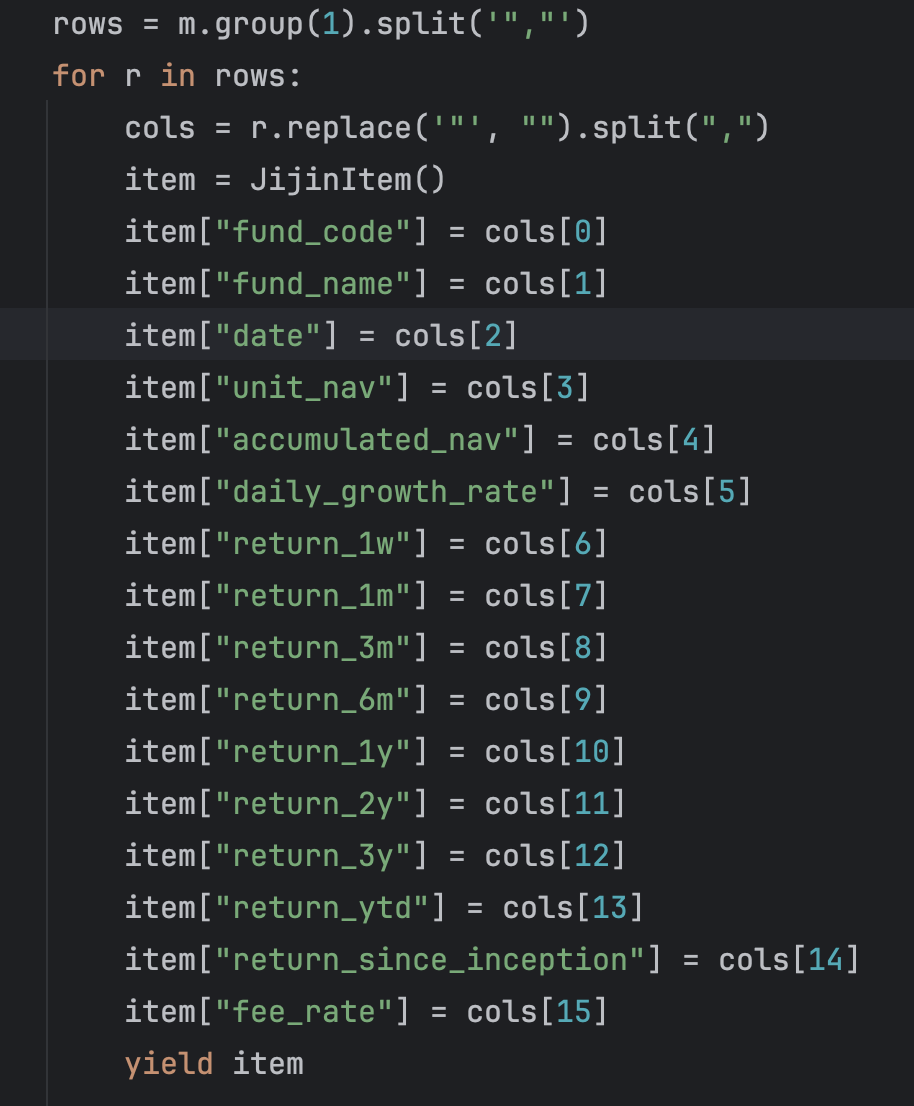 rows = m.group(1).split('","')
for r in rows:
cols = r.replace('"', "").split(",")
item = JijinItem()
item["fund_code"] = cols[0]
item["fund_name"] = cols[1]
item["date"] = cols[2]
item["unit_nav"] = cols[3]
item["accumulated_nav"] = cols[4]
item["daily_growth_rate"] = cols[5]
item["return_1w"] = cols[6]
item["return_1m"] = cols[7]
item["return_3m"] = cols[8]
item["return_6m"] = cols[9]
item["return_1y"] = cols[10]
item["return_2y"] = cols[11]
item["return_3y"] = cols[12]
item["return_ytd"] = cols[13]
item["return_since_inception"] = cols[14]
item["fee_rate"] = cols[15]
yield item